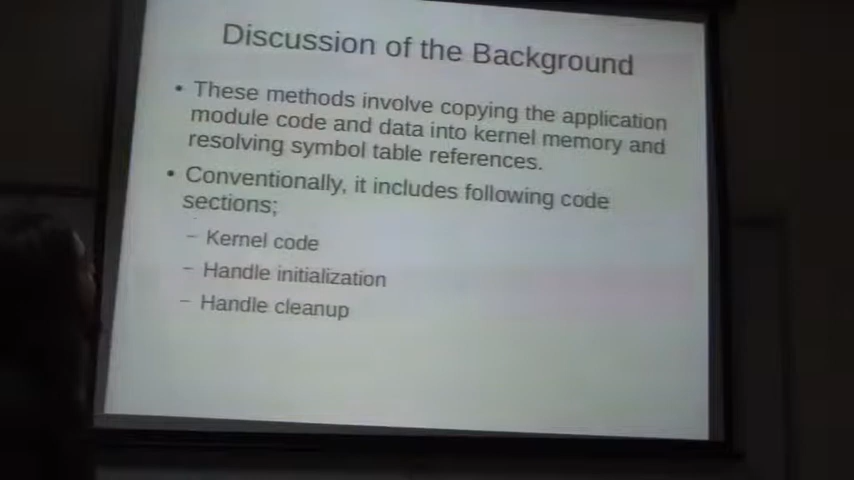 Discussion of the Background
• These methods involve copying the application
module code and data into kernel memory and
resolving symbol table references.
• Conventionally, it includes following code
sections;
– Kernel code
– Handle initialization
– Handle cleanup